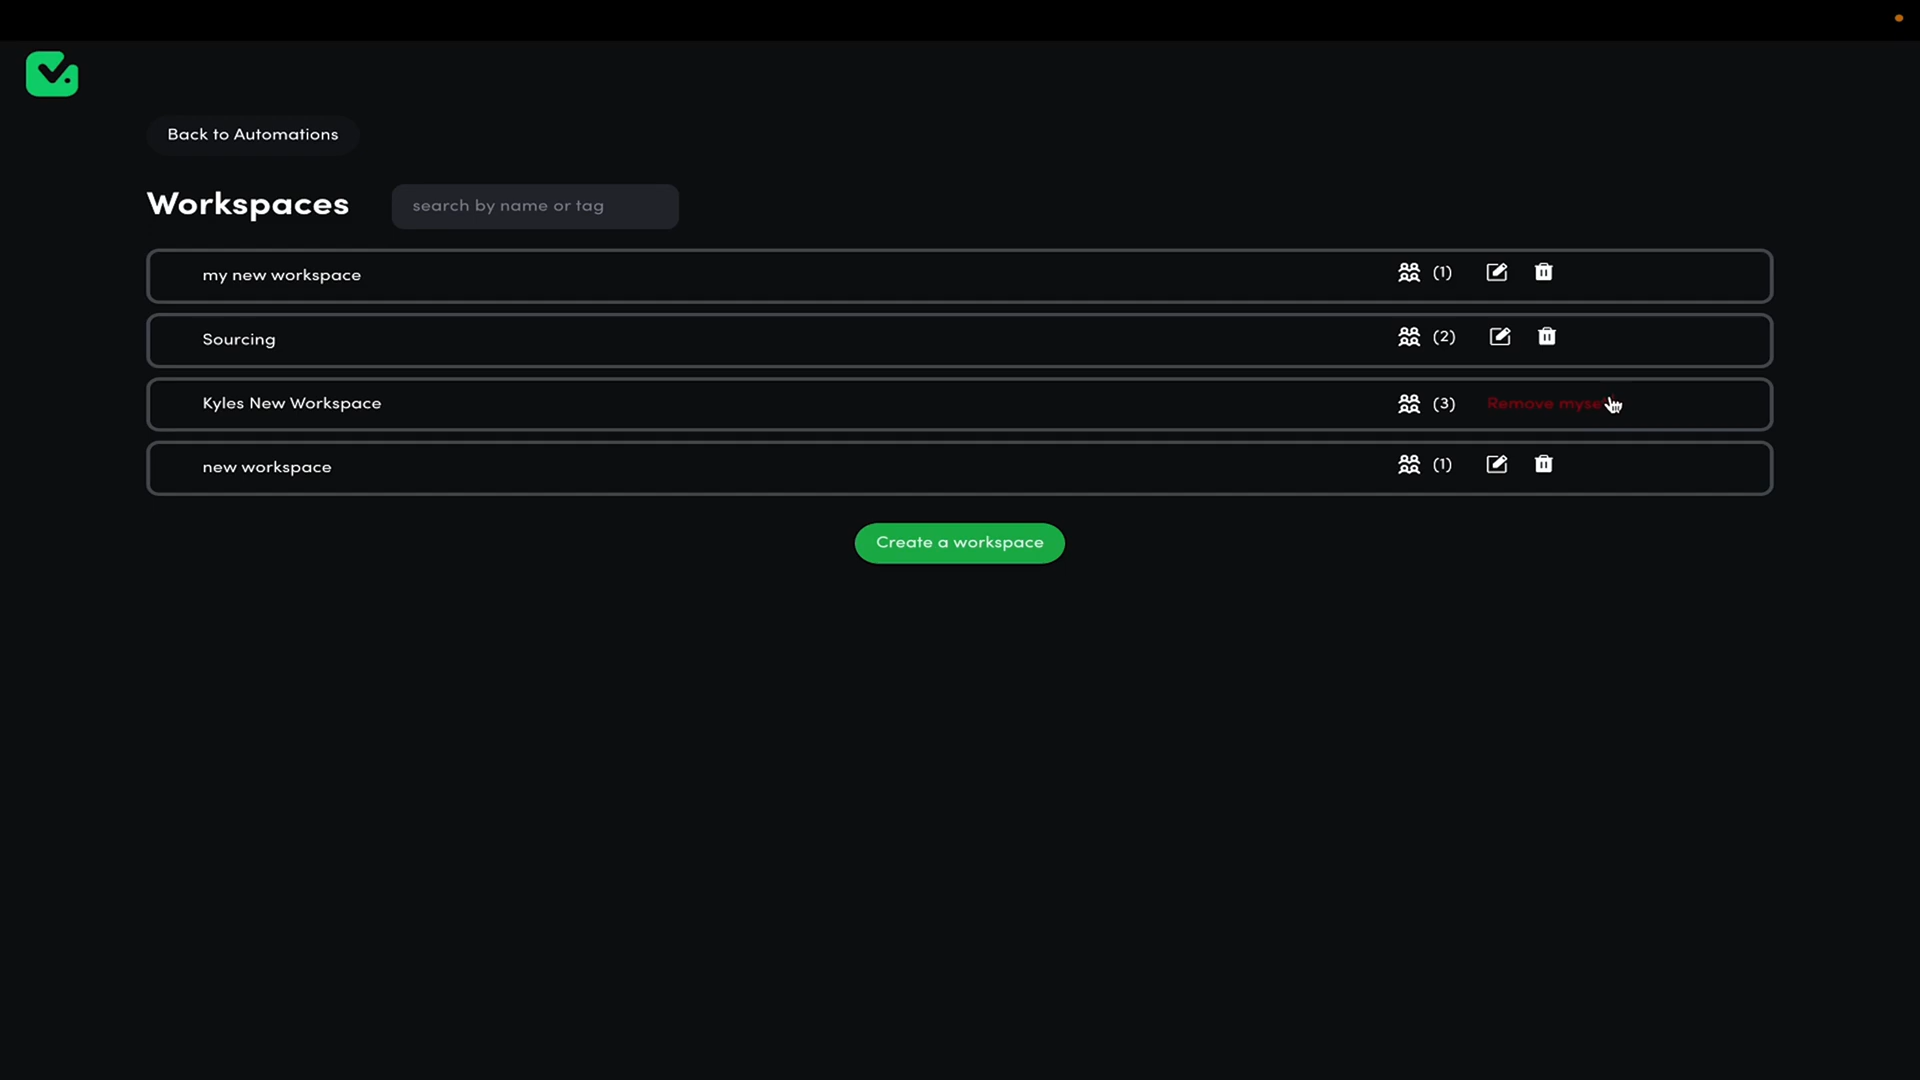 Back to Automations
Workspaces
search by name or tag
my new workspace (1)
Sourcing (2)
Kyles New Workspace (3) Remove
new workspace (1)
Create a workspace